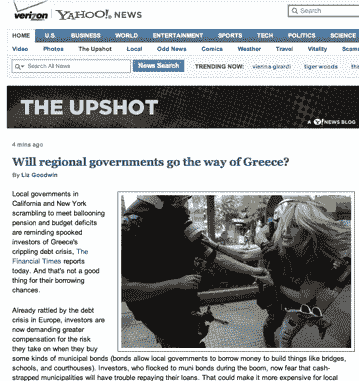 verizon YAHOO! NEWS
Search
HOME U.S. BUSINESS WORLD ENTERTAINMENT SPORTS TECH POLITICS SCIENCE
Video Photos The Upshot Local Odd News Comics Weather Travel Vitality
Search All News News Search TRENDING NOW: vienna girardi tiger woods
THE UPSHOT
A Y! NEWS BLOG
4 mins ago
Will regional governments go the way of Greece?
By Liz Goodwin
Local governments in
California and New York
scrambling to meet ballooning
pension and budget deficits
are reminding spooked
investors of Greece's
crippling debt crisis, The
Financial Times reports
today. And that's not a good
thing for their borrowing
chances.
Already rattled by the debt
crisis in Europe, investors are
now demanding greater
compensation for the risk
they take on when they buy
some kinds of municipal bonds (bonds allow local governments to borrow money to build things like bridges,
schools, and courthouses). Investors, who flocked to muni bonds during the boom, now fear that cash-
strapped municipalities will have trouble repaying their loans. That could make it more expensive for local